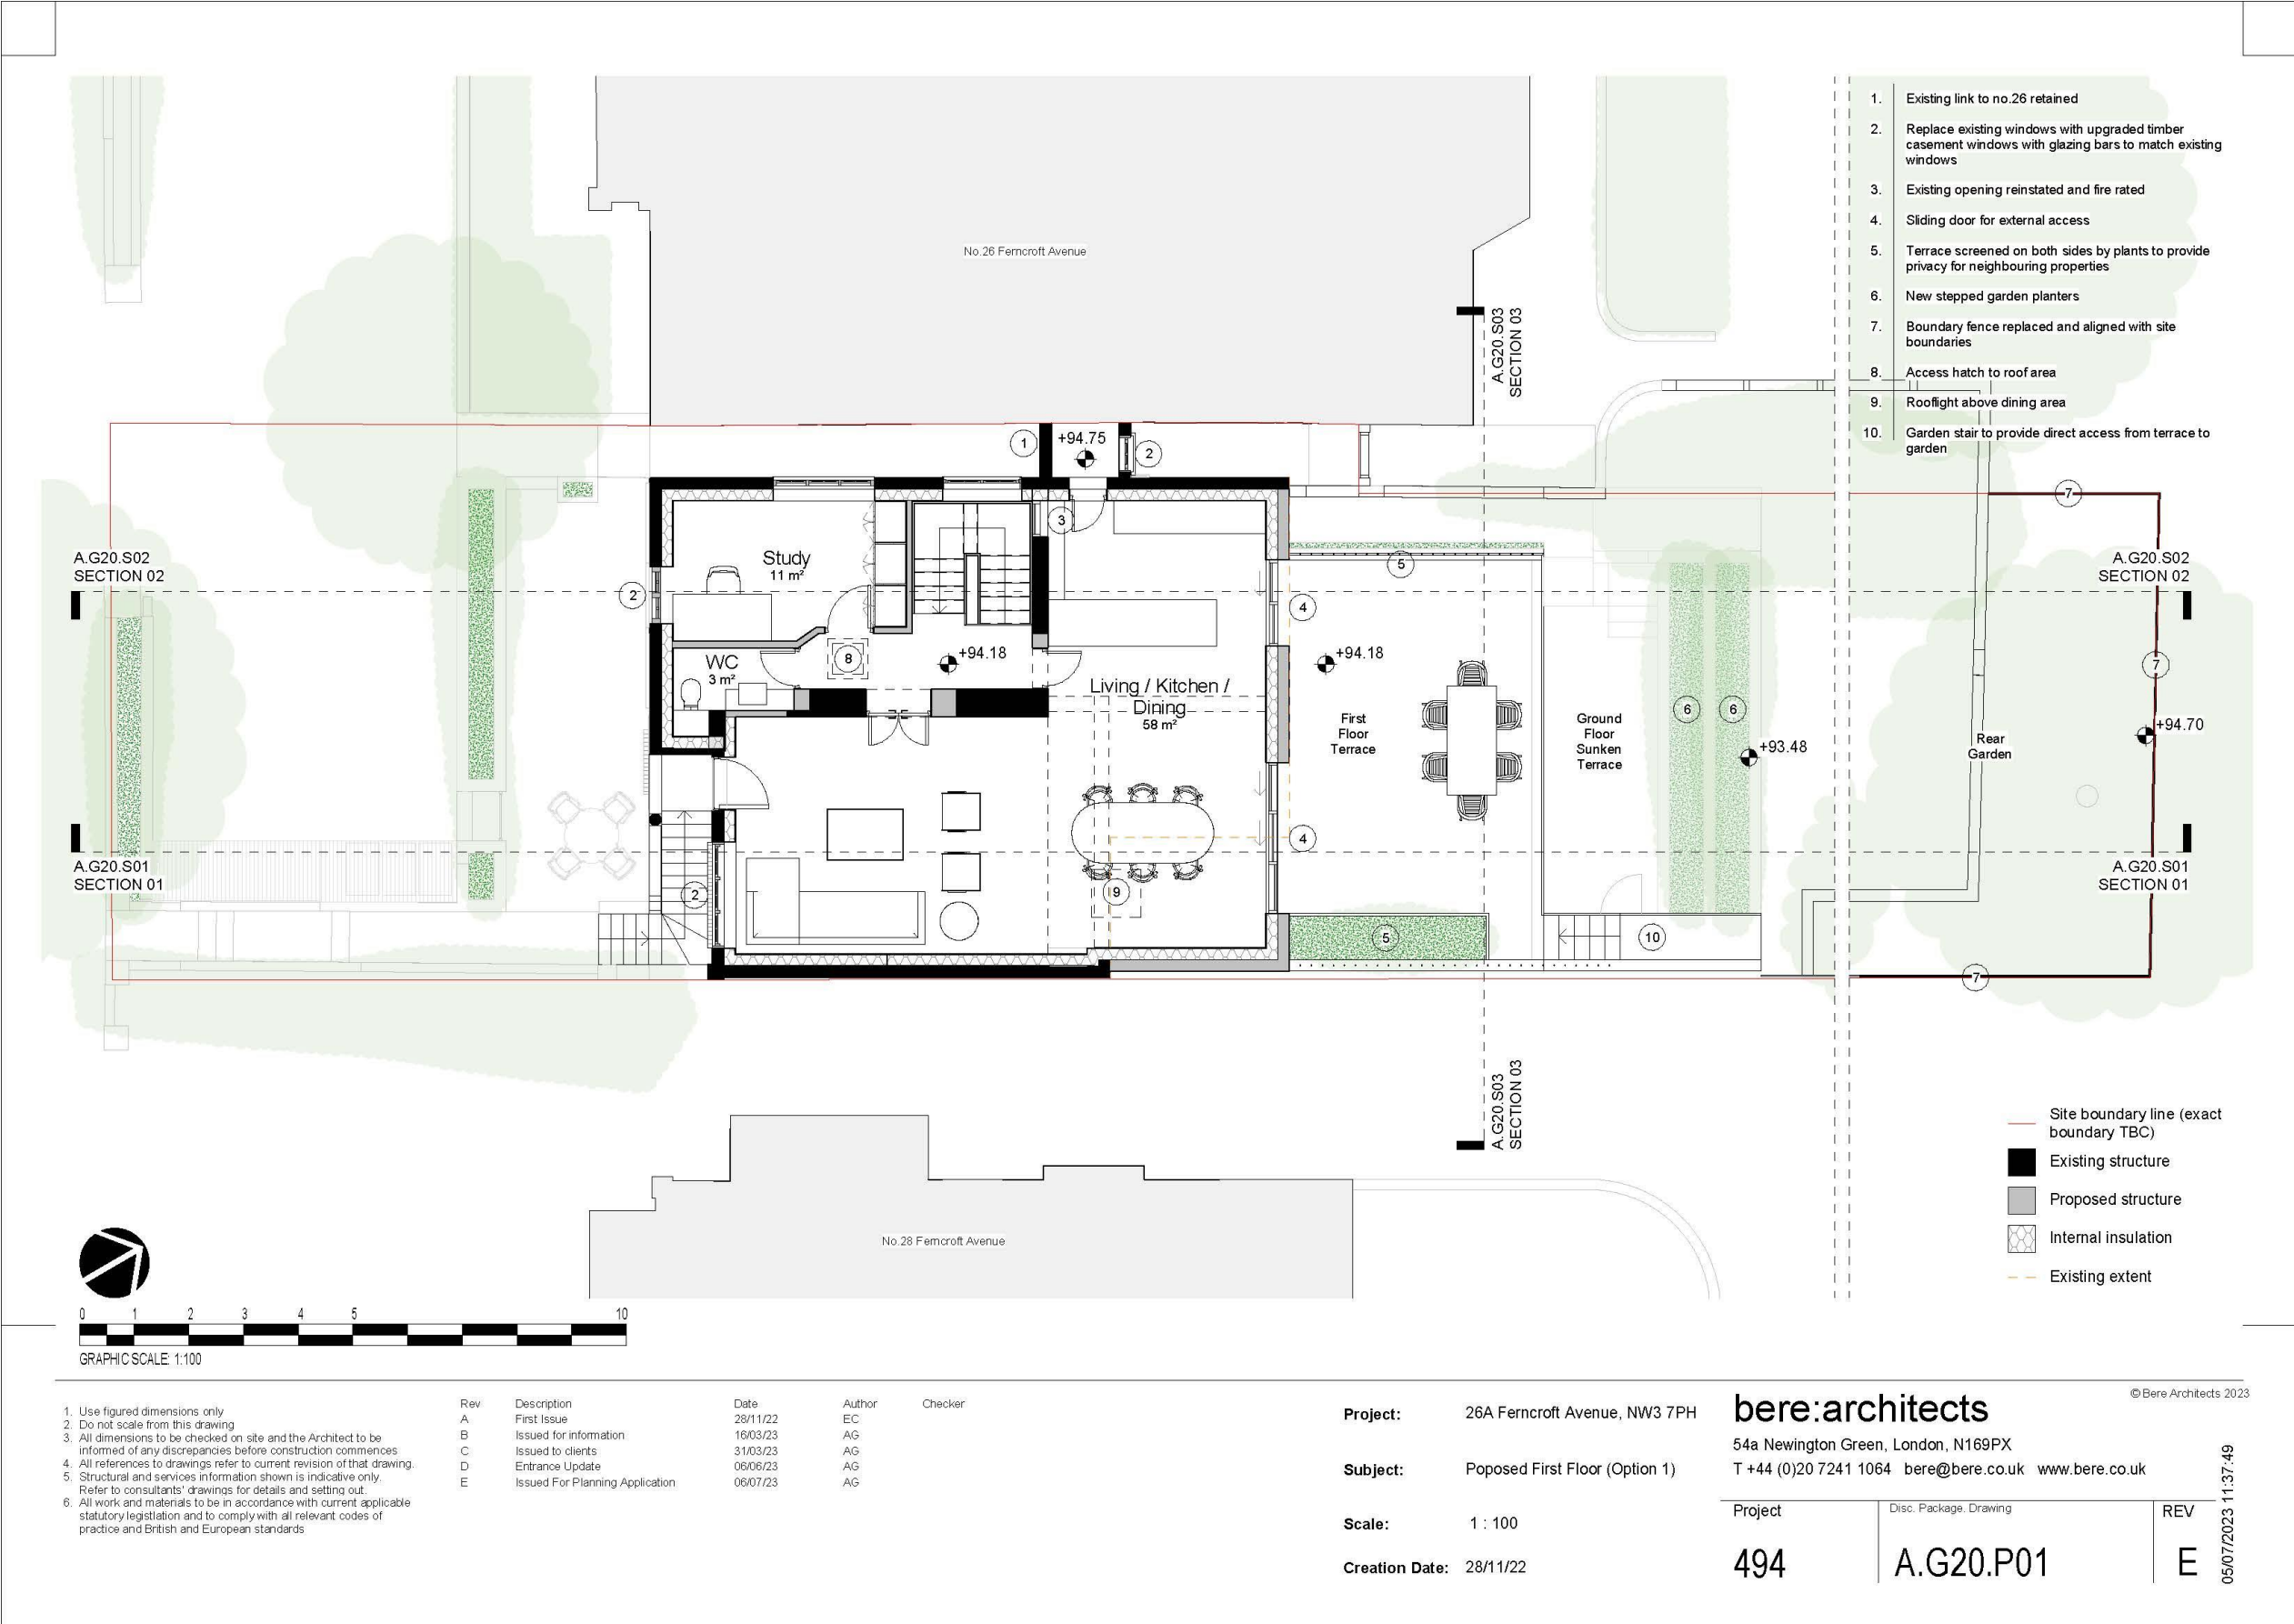 No.26 Ferncroft Avenue
1. Existing link to no.26 retained
2. Replace existing windows with upgraded timber
casement windows with glazing bars to match existing
windows
3. Existing opening reinstated and fire rated
4. Sliding door for external access
5. Terrace screened on both sides by plants to provide
privacy for neighbouring properties
6. New stepped garden planters
7. Boundary fence replaced and aligned with site
boundaries
8. Access hatch to roof area
9. Rooflight above dining area
10. Garden stair to provide direct access from terrace to
garden
A.G20.S03
SECTION 03
1
+94.75
2
7
3
A.G20.S02
SECTION 02
Study
11 m²
5
A.G20.S02
SECTION 02
2
4
WC
3 m²
8
+94.18
+94.18
7
Living / Kitchen /
Dining
58 m²
6
6
First
Floor
Terrace
Ground
Floor
Sunken
Terrace
+94.70
+93.48
Rear
Garden
4
A.G20.S01
SECTION 01
2
9
A.G20.S01
SECTION 01
5
10
7
A.G20.S03
SECTION 03
No.28 Ferncroft Avenue
Site boundary line (exact
boundary TBC)
Existing structure
Proposed structure
Internal insulation
Existing extent
0 1 2 3 4 5 10
GRAPHIC SCALE: 1:100
1. Use figured dimensions only
2. Do not scale from this drawing
3. All dimensions to be checked on site and the Architect to be
informed of any discrepancies before construction commences
4. All references to drawings refer to current revision of that drawing.
5. Structural and services information shown is indicative only.
Refer to consultants' drawings for details and setting out.
6. All work and materials to be in accordance with current applicable
statutory legistlation and to comply with all relevant codes of
practice and British and European standards
Rev Description Date Author Checker
A First Issue 28/11/22 EC
B Issued for information 16/03/23 AG
C Issued to clients 31/03/23 AG
D Entrance Update 06/06/23 AG
E Issued For Planning Application 06/07/23 AG
Project: 26A Ferncroft Avenue, NW3 7PH
Subject: Poposed First Floor (Option 1)
Scale: 1 : 100
Creation Date: 28/11/22
© Bere Architects 2023
bere:architects
54a Newington Green, London, N169PX
T +44 (0)20 7241 1064 bere@bere.co.uk www.bere.co.uk
Project Disc. Package. Drawing REV
494 A.G20.P01 E
05/07/2023 11:37:49